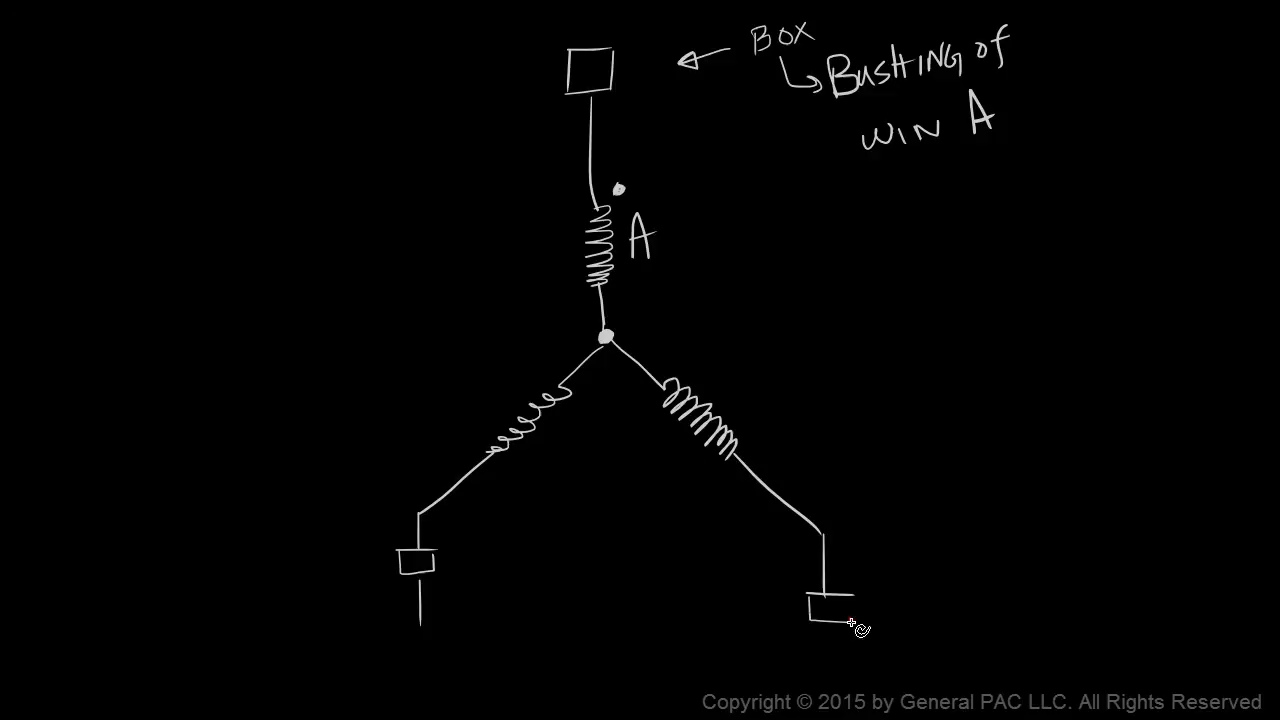 BOX
BusHING of
WIN A
A
Copyright © 2015 by General PAC LLC. All Rights Reserved